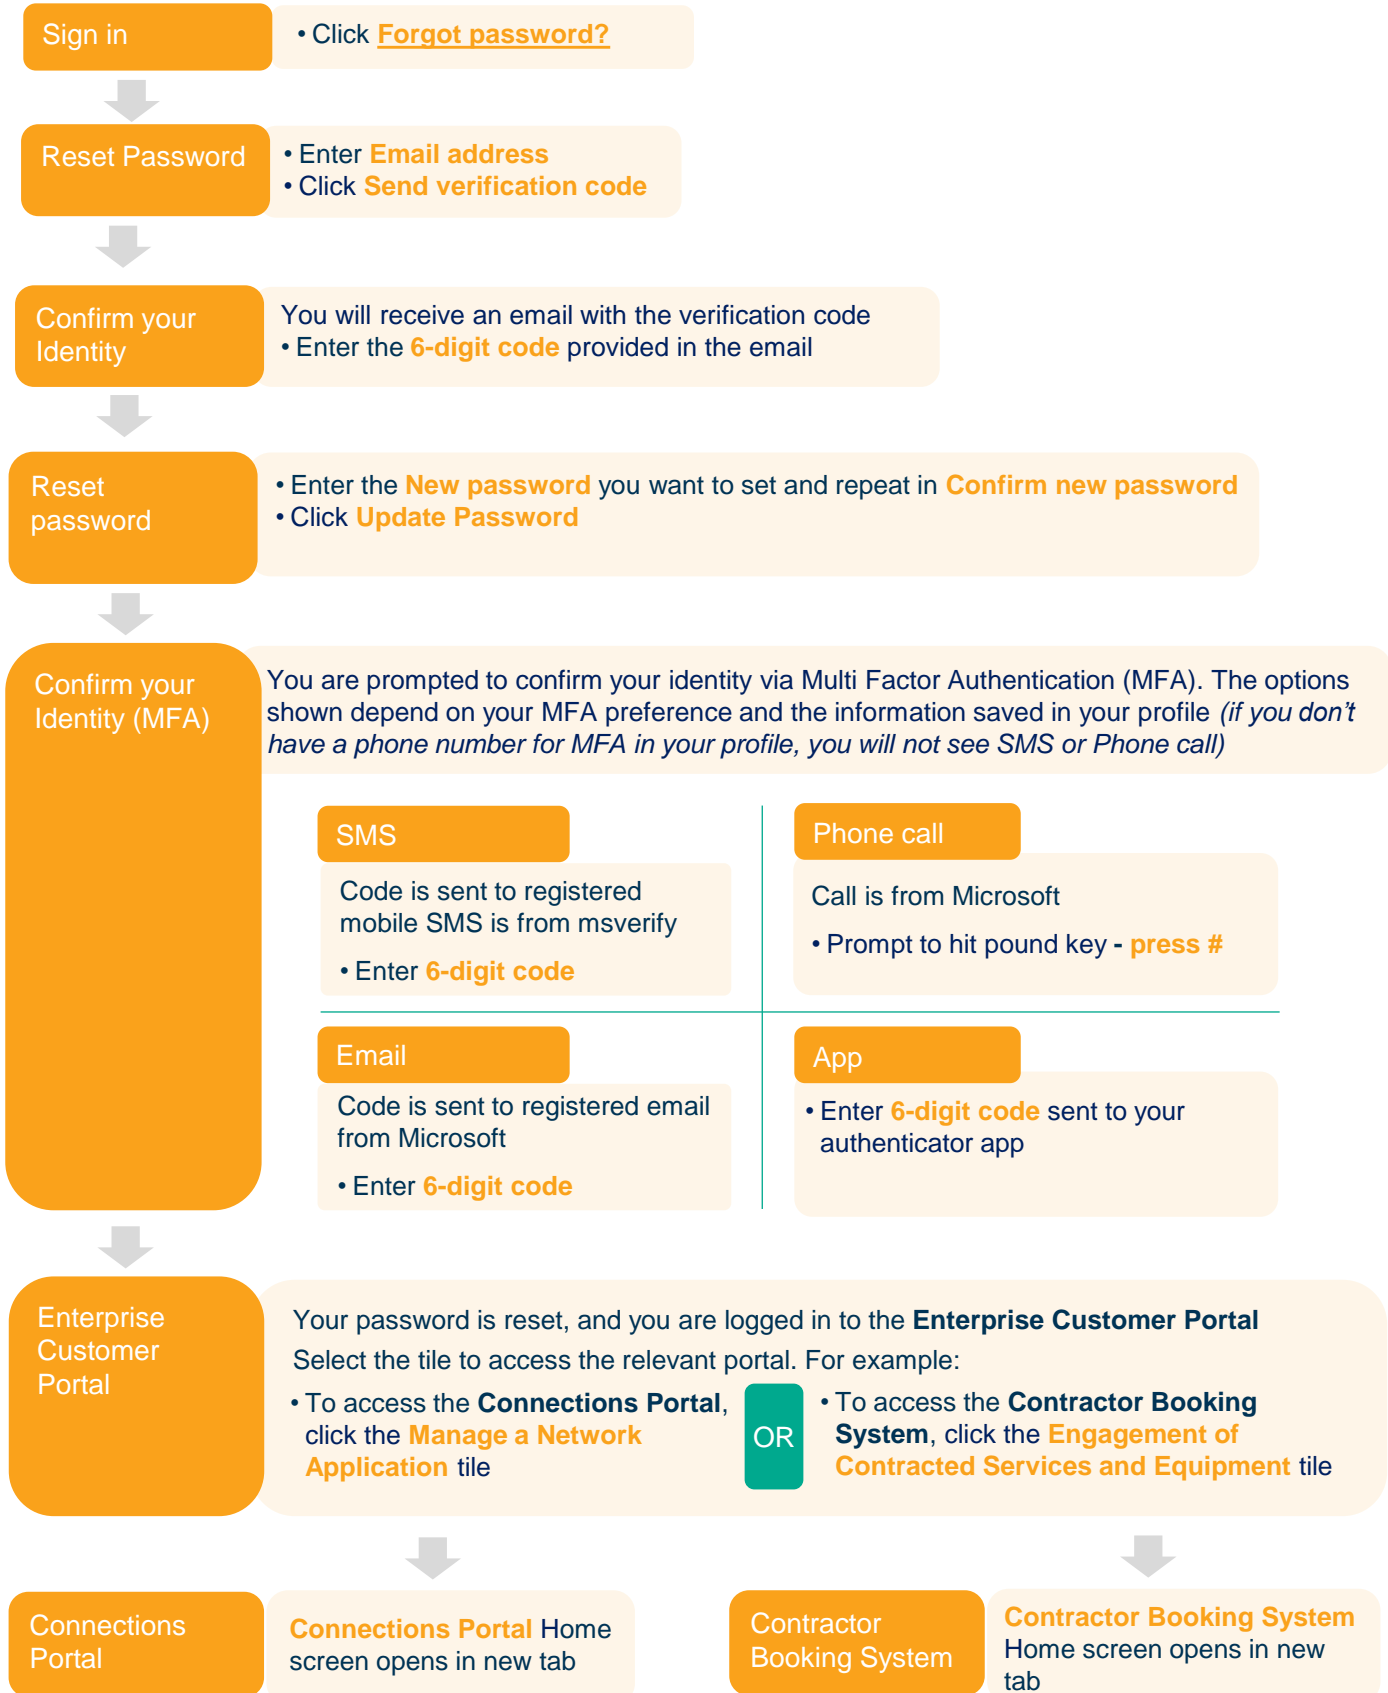 Sign in
• Click Forgot password?
Reset Password
• Enter Email address
• Click Send verification code
Confirm your
Identity
You will receive an email with the verification code
• Enter the 6-digit code provided in the email
Reset
password
• Enter the New password you want to set and repeat in Confirm new password
• Click Update Password
Confirm your
Identity (MFA)
You are prompted to confirm your identity via Multi Factor Authentication (MFA). The options
shown depend on your MFA preference and the information saved in your profile (if you don't
have a phone number for MFA in your profile, you will not see SMS or Phone call)
SMS
Code is sent to registered
mobile SMS is from msverify
• Enter 6-digit code
Phone call
Call is from Microsoft
• Prompt to hit pound key - press #
Email
Code is sent to registered email
from Microsoft
• Enter 6-digit code
App
• Enter 6-digit code sent to your
authenticator app
Enterprise
Customer
Portal
Your password is reset, and you are logged in to the Enterprise Customer Portal
Select the tile to access the relevant portal. For example:
• To access the Connections Portal,
click the Manage a Network
Application tile
OR
• To access the Contractor Booking
System, click the Engagement of
Contracted Services and Equipment tile
Connections
Portal
Connections Portal Home
screen opens in new tab
Contractor
Booking System
Contractor Booking System
Home screen opens in new
tab